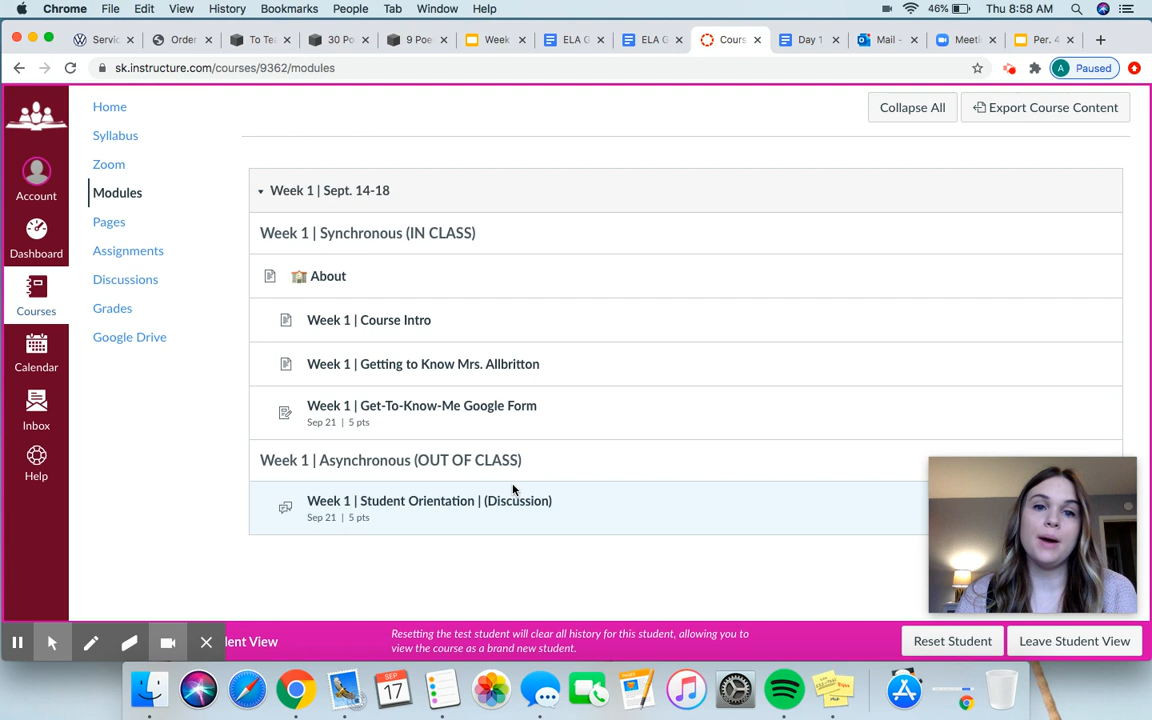 Chrome File Edit View History Bookmarks People Tab Window Help 46% Thu 8:58 AM
Servic Order To Tea 30 Po 9 Poe Week ELA G ELA G Cours Day 1 Mail - Meeti Per. 4
sk.instructure.com/courses/9362/modules A Paused
Home
Syllabus
Zoom
Modules
Pages
Assignments
Discussions
Grades
Google Drive
Account
Dashboard
Courses
Calendar
Inbox
Help
Collapse All Export Course Content
Week 1 | Sept. 14-18
Week 1 | Synchronous (IN CLASS)
About
Week 1 | Course Intro
Week 1 | Getting to Know Mrs. Allbritton
Week 1 | Get-To-Know-Me Google Form
Sep 21 | 5 pts
Week 1 | Asynchronous (OUT OF CLASS)
Week 1 | Student Orientation | (Discussion)
Sep 21 | 5 pts
lent View
Resetting the test student will clear all history for this student, allowing you to
view the course as a brand new student.
Reset Student Leave Student View
SEP
17